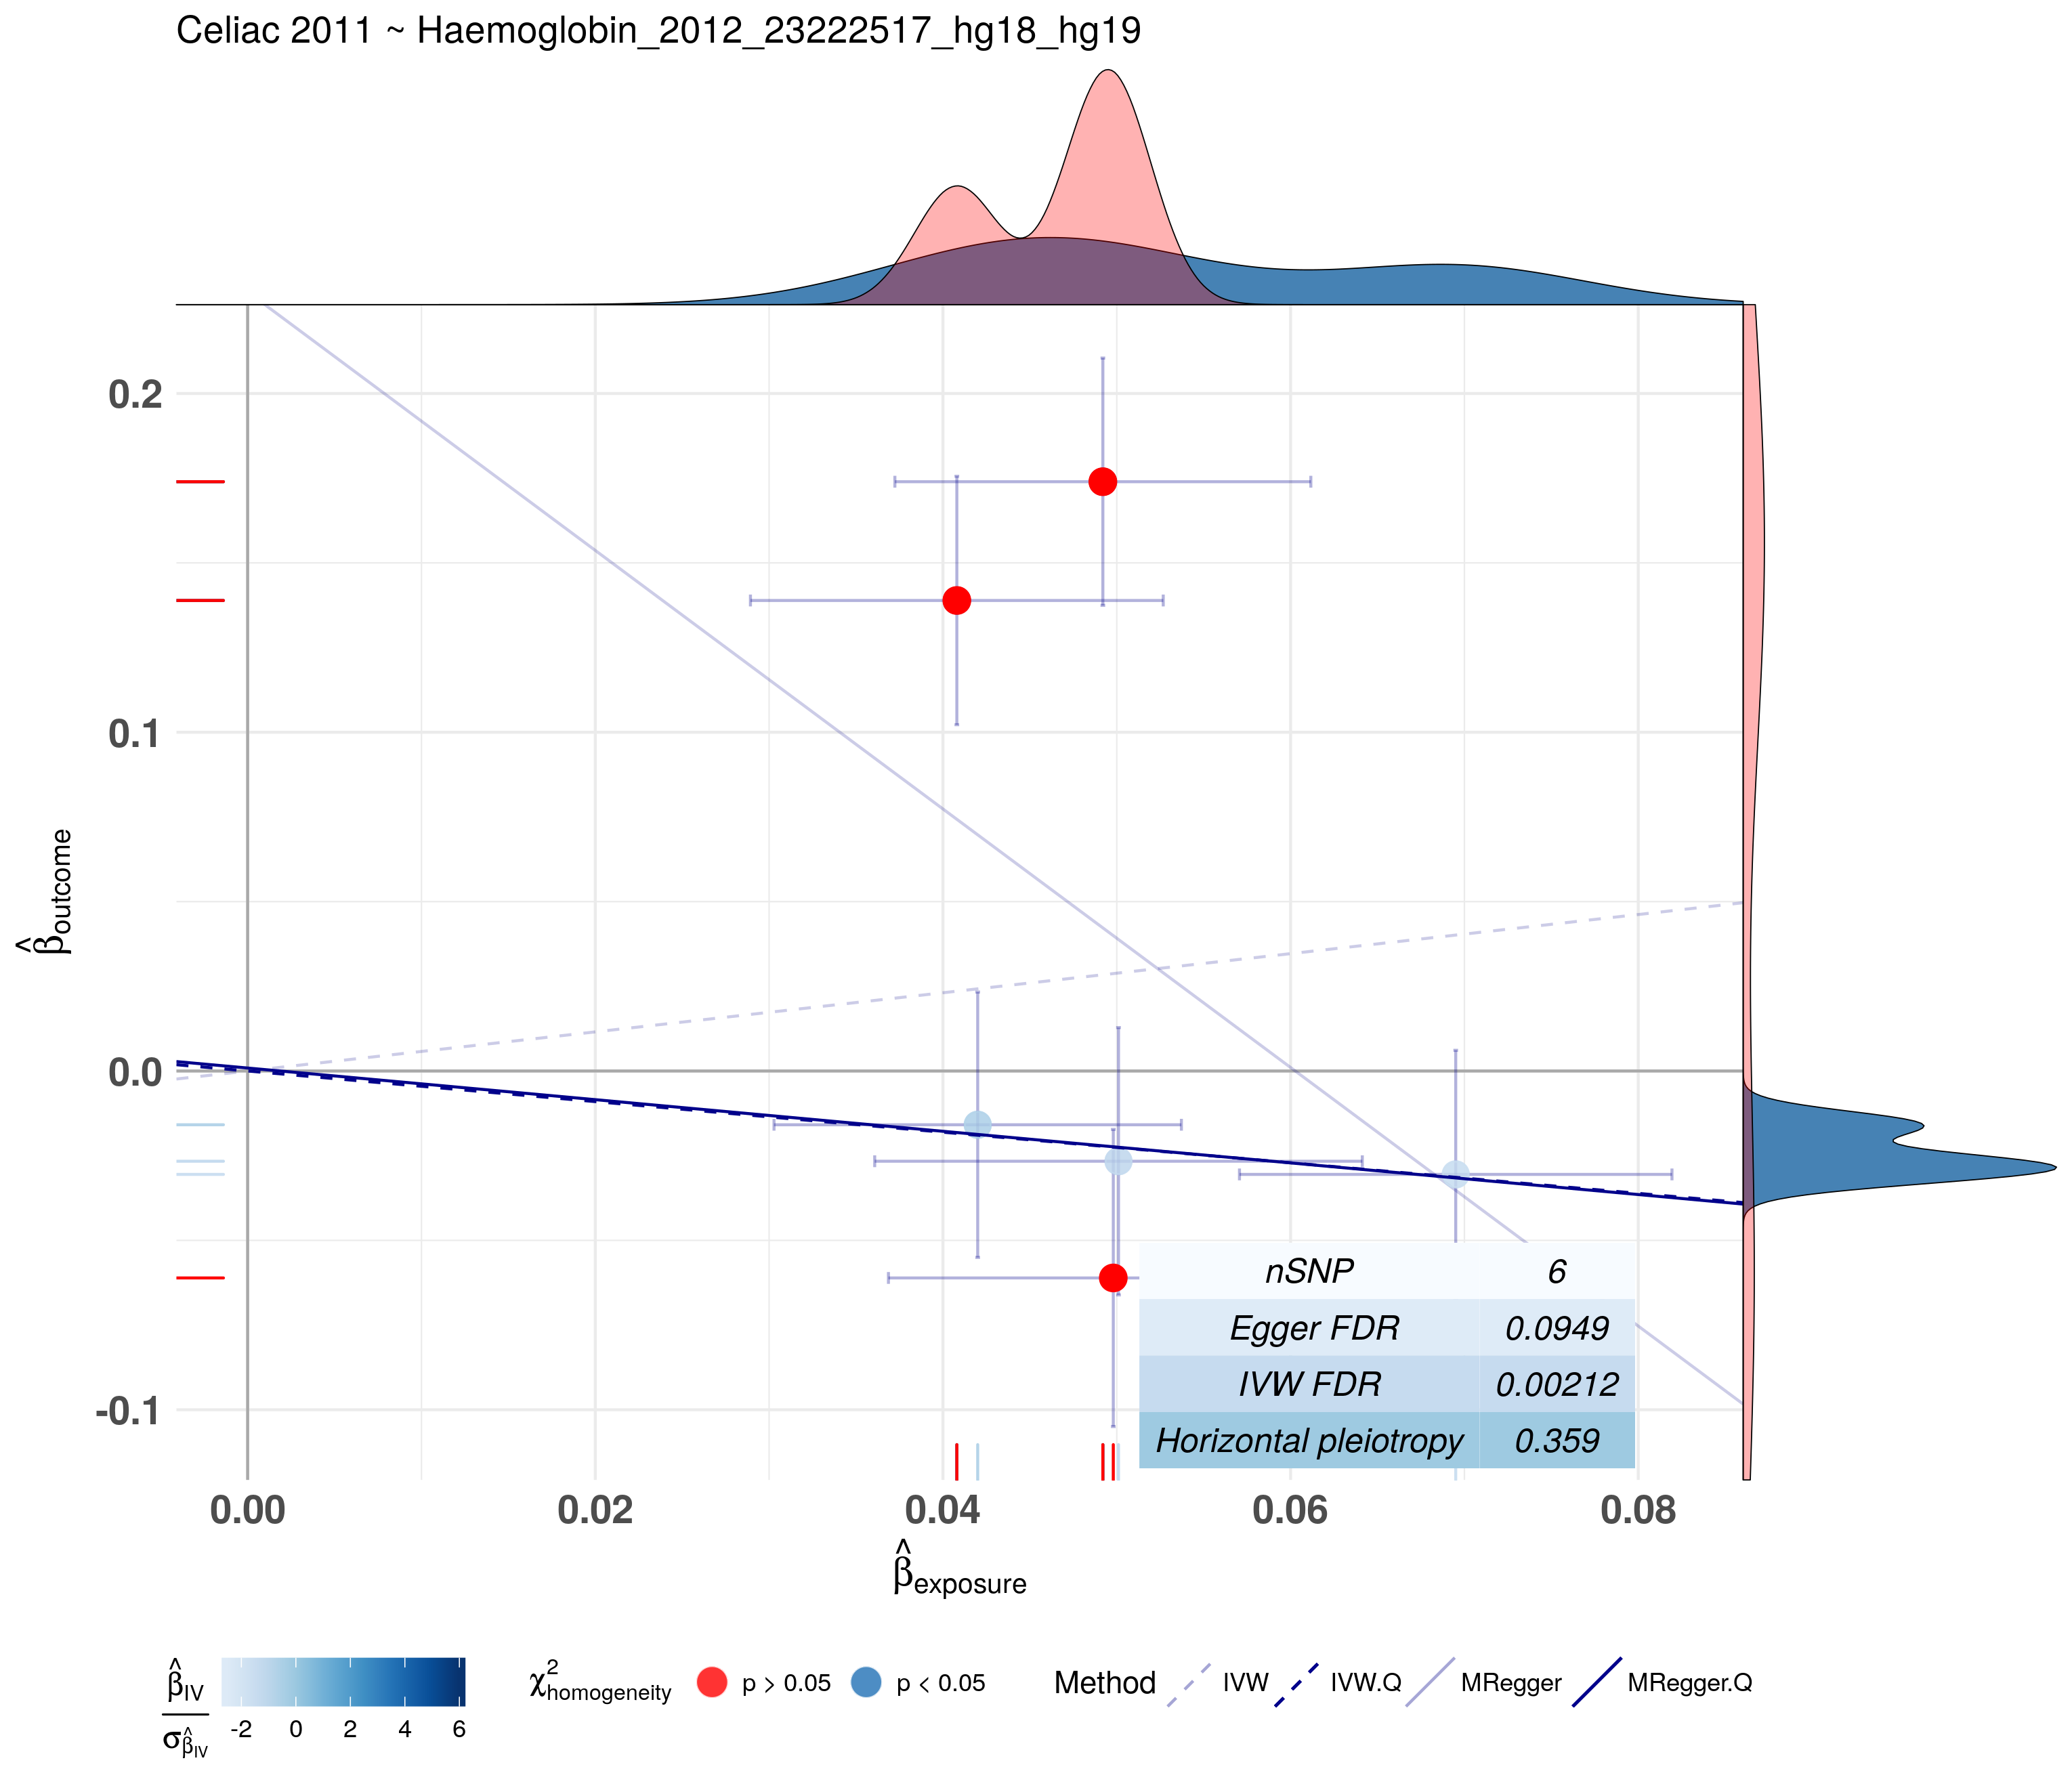 Celiac 2011 ~ Haemoglobin_2012_23222517_hg18_hg19
0.2
0.1
0.0
-0.1
β̂outcome
nSNP 6
Egger FDR 0.0949
IVW FDR 0.00212
Horizontal pleiotropy 0.359
0.00 0.02 0.04 0.06 0.08
β̂exposure
β̂IV
σβ̂IV
-2 0 2 4 6
χ²homogeneity p > 0.05 p < 0.05
Method IVW IVW.Q MRegger MRegger.Q